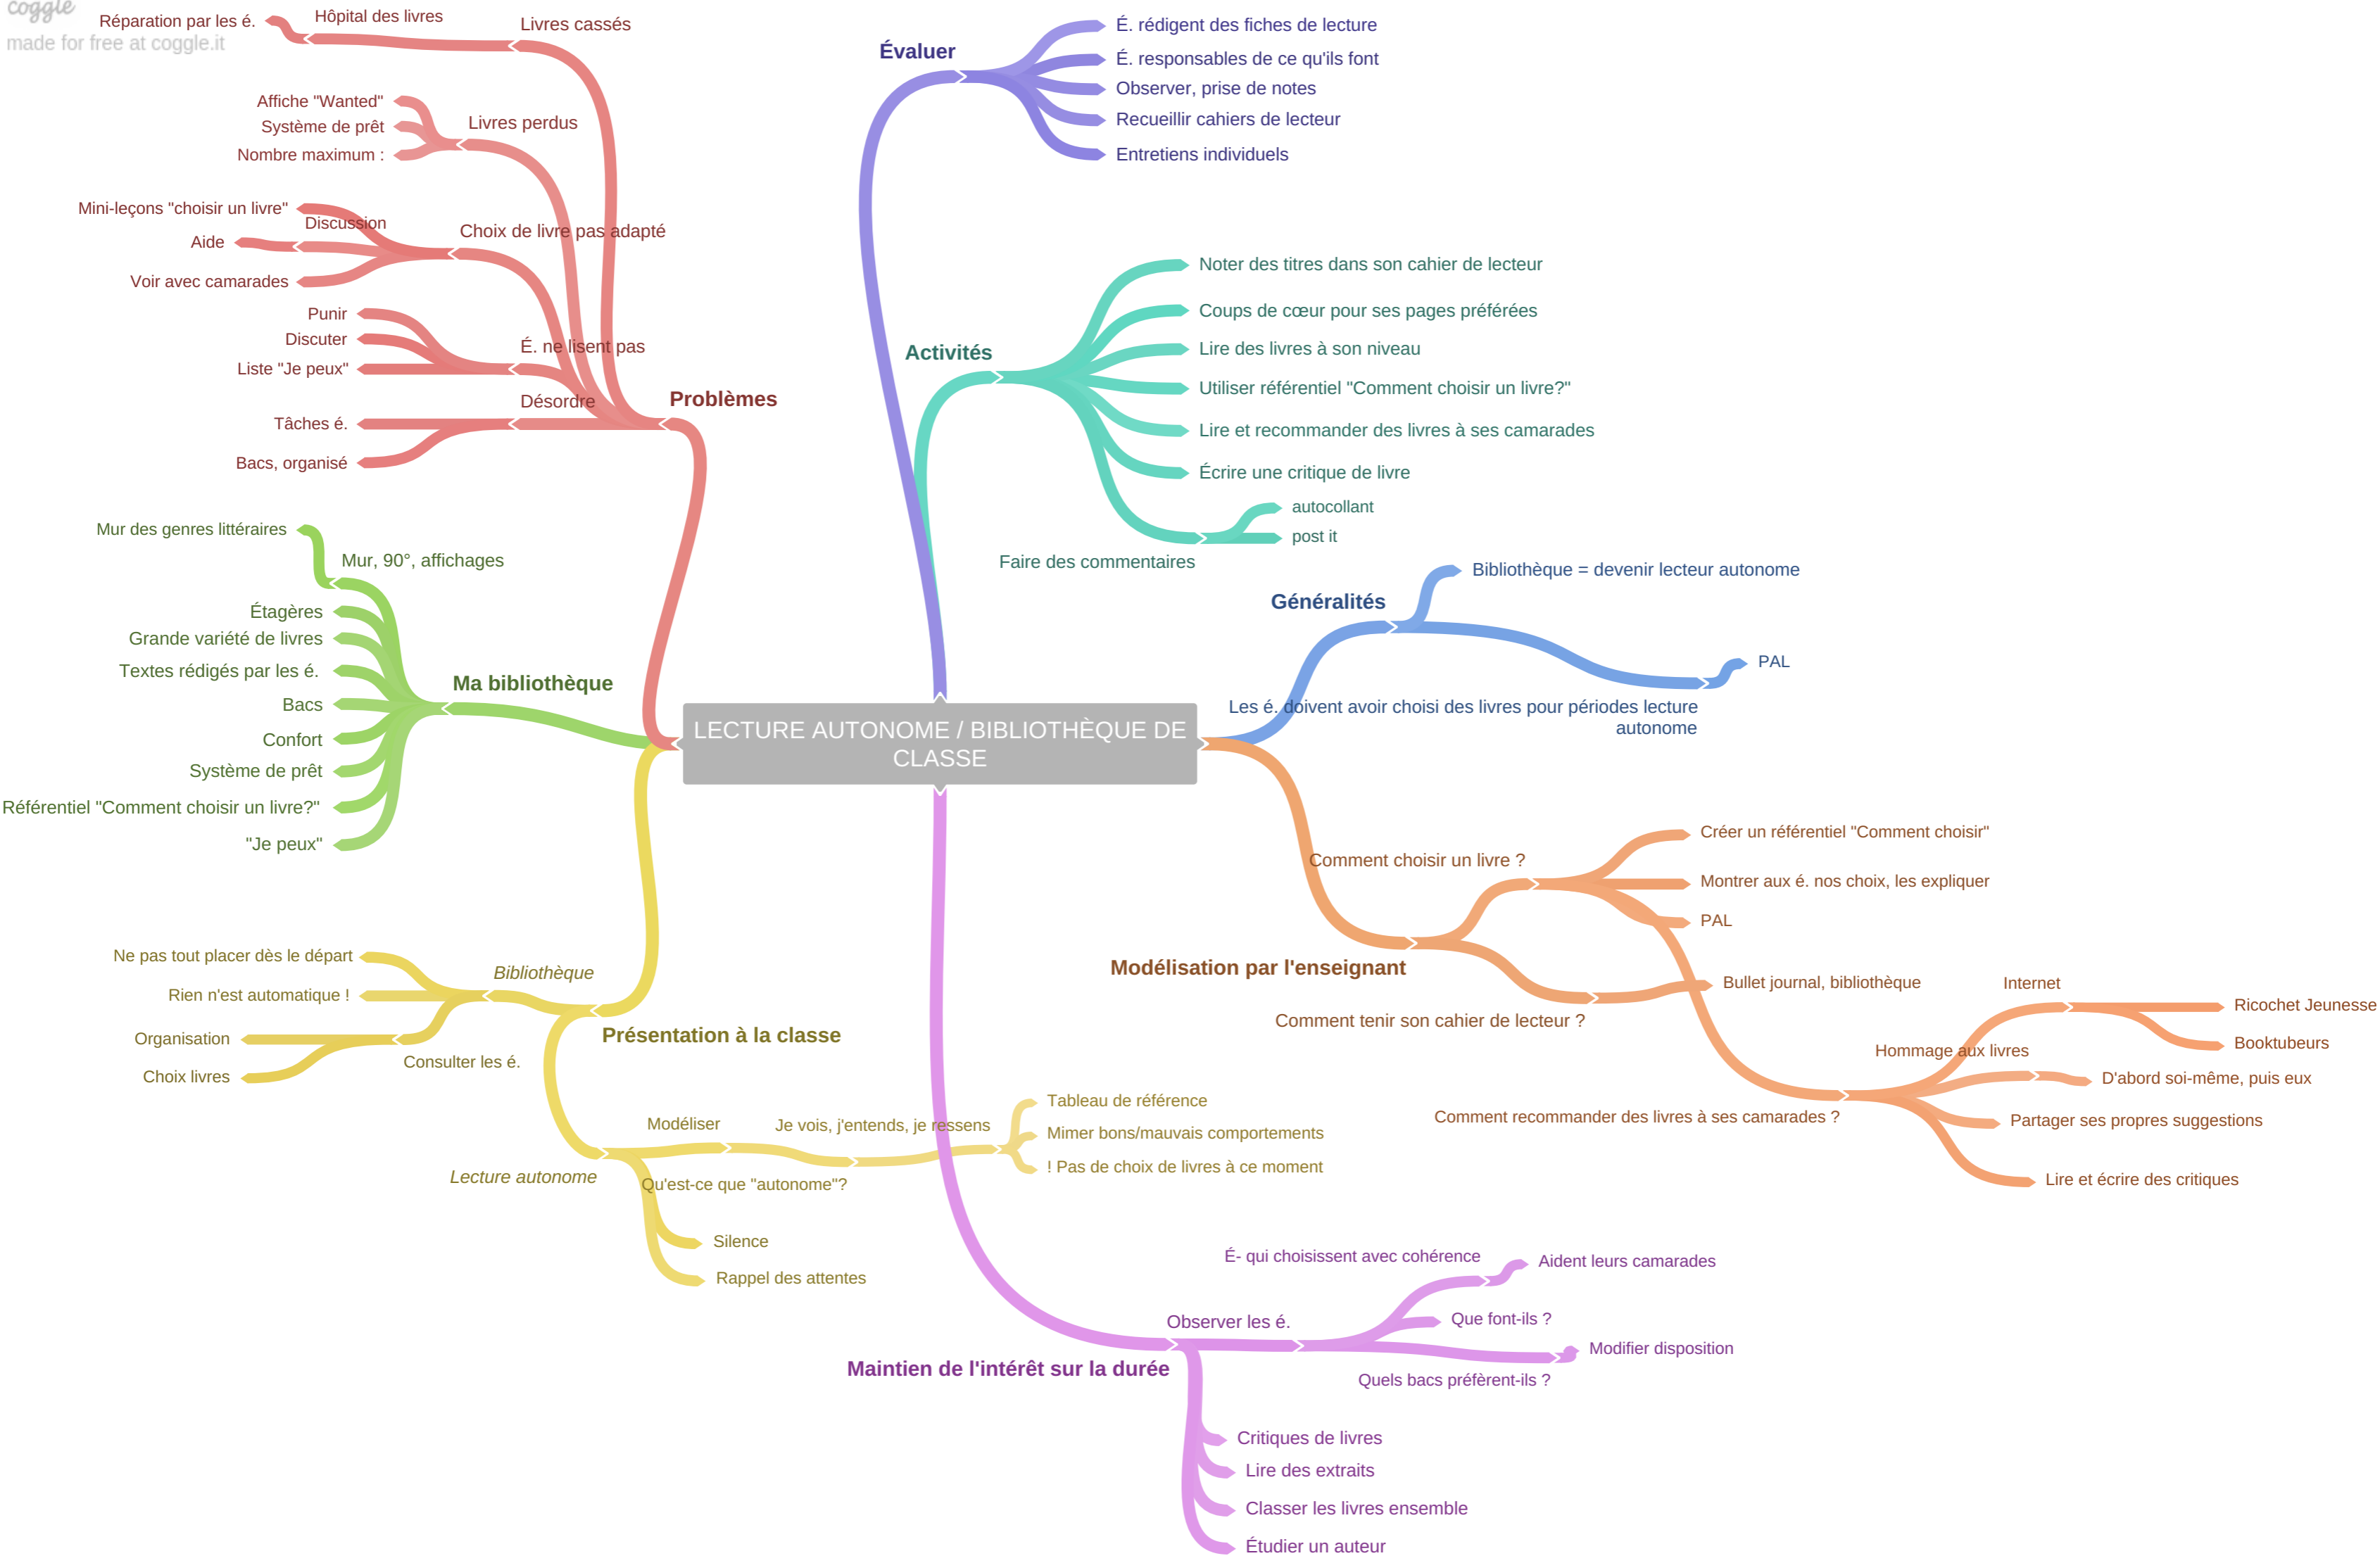 coggle
made for free at coggle.it
Réparation par les é.
Hôpital des livres
Livres cassés
Affiche "Wanted"
Système de prêt
Nombre maximum :
Livres perdus
Mini-leçons "choisir un livre"
Discussion
Aide
Voir avec camarades
Choix de livre pas adapté
Punir
Discuter
Liste "Je peux"
É. ne lisent pas
Tâches é.
Bacs, organisé
Désordre
Problèmes
Mur des genres littéraires
Mur, 90°, affichages
Étagères
Grande variété de livres
Textes rédigés par les é.
Bacs
Confort
Système de prêt
Référentiel "Comment choisir un livre?"
"Je peux"
Ma bibliothèque
Ne pas tout placer dès le départ
Rien n'est automatique !
Organisation
Choix livres
Consulter les é.
Bibliothèque
Présentation à la classe
Lecture autonome
Modéliser
Qu'est-ce que "autonome"?
Je vois, j'entends, je ressens
Tableau de référence
Mimer bons/mauvais comportements
! Pas de choix de livres à ce moment
Silence
Rappel des attentes
LECTURE AUTONOME / BIBLIOTHÈQUE DE
CLASSE
Évaluer
É. rédigent des fiches de lecture
É. responsables de ce qu'ils font
Observer, prise de notes
Recueillir cahiers de lecteur
Entretiens individuels
Activités
Noter des titres dans son cahier de lecteur
Coups de cœur pour ses pages préférées
Lire des livres à son niveau
Utiliser référentiel "Comment choisir un livre?"
Lire et recommander des livres à ses camarades
Écrire une critique de livre
Faire des commentaires
autocollant
post it
Généralités
Bibliothèque = devenir lecteur autonome
Les é. doivent avoir choisi des livres pour périodes lecture
autonome
PAL
Modélisation par l'enseignant
Comment choisir un livre ?
Créer un référentiel "Comment choisir"
Montrer aux é. nos choix, les expliquer
PAL
Comment tenir son cahier de lecteur ?
Bullet journal, bibliothèque
Comment recommander des livres à ses camarades ?
Internet
Ricochet Jeunesse
Booktubeurs
Hommage aux livres
D'abord soi-même, puis eux
Partager ses propres suggestions
Lire et écrire des critiques
Maintien de l'intérêt sur la durée
Observer les é.
É- qui choisissent avec cohérence
Aident leurs camarades
Que font-ils ?
Quels bacs préfèrent-ils ?
Modifier disposition
Critiques de livres
Lire des extraits
Classer les livres ensemble
Étudier un auteur